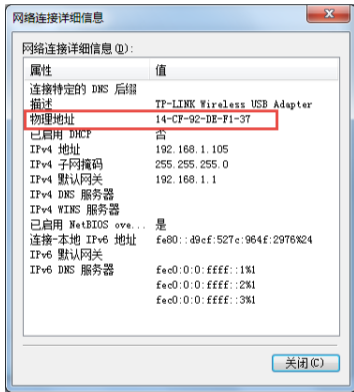 网络连接详细信息
网络连接详细信息(D):
属性 值
连接特定的 DNS 后缀
描述 TP-LINK Wireless USB Adapter
物理地址 14-CF-92-DE-F1-37
已启用 DHCP 否
IPv4 地址 192.168.1.105
IPv4 子网掩码 255.255.255.0
IPv4 默认网关 192.168.1.1
IPv4 DNS 服务器
IPv4 WINS 服务器
已启用 NetBIOS ove... 是
连接-本地 IPv6 地址 fe80::d9cf:527c:964f:2976%24
IPv6 默认网关
IPv6 DNS 服务器 fec0:0:0:ffff::1%1
fec0:0:0:ffff::2%1
fec0:0:0:ffff::3%1
关闭(C)